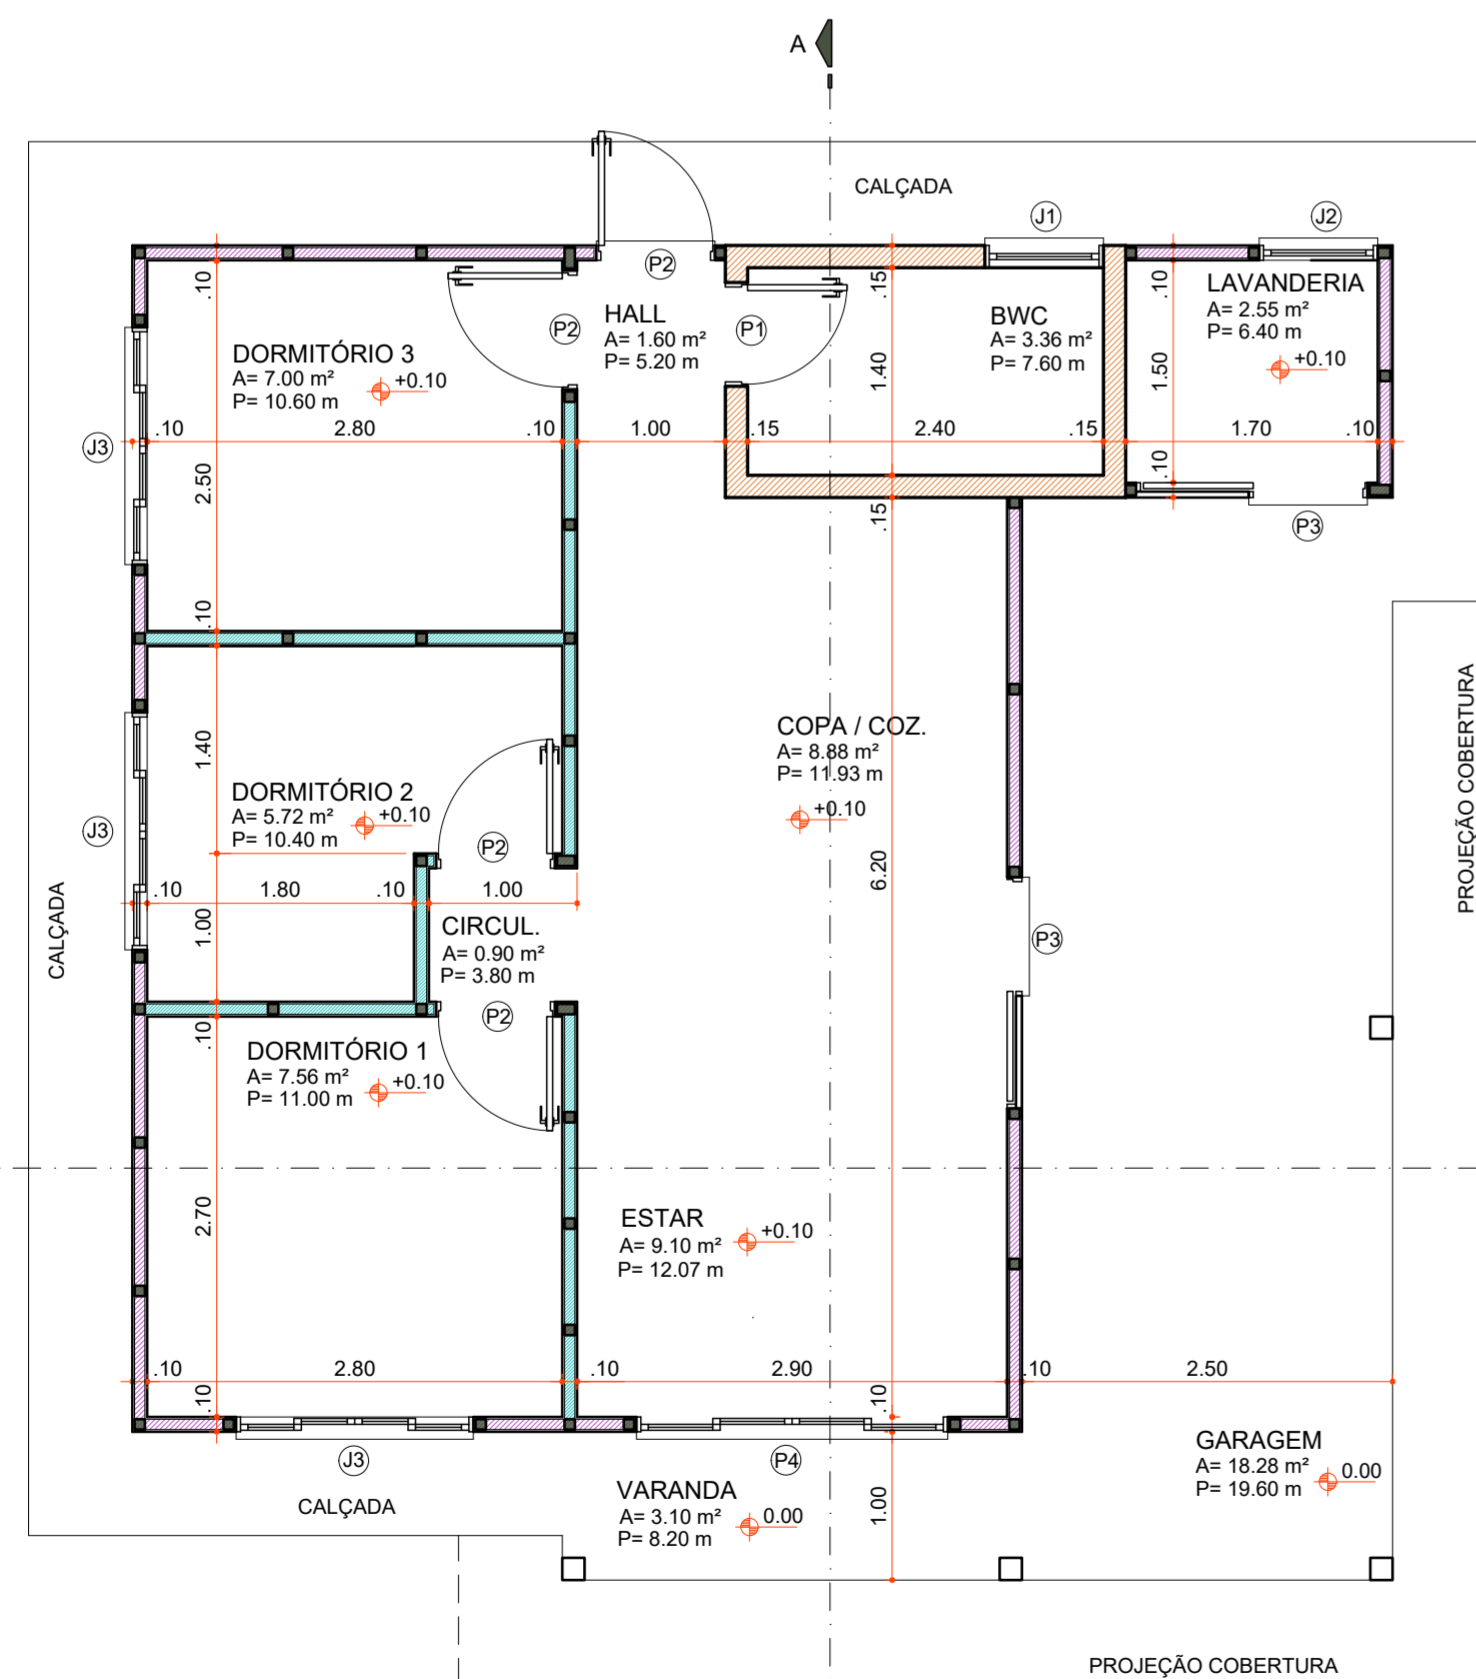 A
CALÇADA
J1
J2
P2
.10
.15
.10
LAVANDERIA
A= 2.55 m²
P= 6.40 m
+0.10
HALL
A= 1.60 m²
P= 5.20 m
P2
P1
BWC
A= 3.36 m²
P= 7.60 m
DORMITÓRIO 3
A= 7.00 m²
P= 10.60 m
+0.10
1.40
1.50
J3
.10
2.80
.10
1.00
.15
2.40
.15
1.70
.10
2.50
.10
.15
P3
.10
PROJEÇÃO COBERTURA
1.40
COPA / COZ.
A= 8.88 m²
P= 11.93 m
+0.10
DORMITÓRIO 2
A= 5.72 m²
P= 10.40 m
+0.10
J3
P2
6.20
.10
1.80
.10
1.00
CALÇADA
1.00
CIRCUL.
A= 0.90 m²
P= 3.80 m
P3
P2
.10
DORMITÓRIO 1
A= 7.56 m²
P= 11.00 m
+0.10
2.70
ESTAR
A= 9.10 m²
P= 12.07 m
+0.10
.10
2.80
.10
2.90
.10
2.50
.10
.10
J3
P4
GARAGEM
A= 18.28 m²
P= 19.60 m
0.00
CALÇADA
VARANDA
A= 3.10 m²
P= 8.20 m
0.00
1.00
PROJEÇÃO COBERTURA